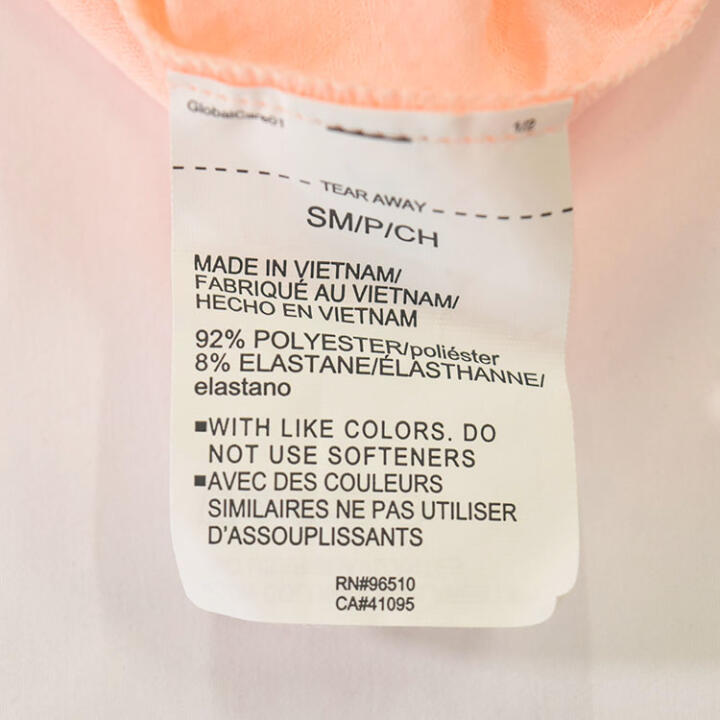 GlobalCare01 1/2
TEAR AWAY
SM/P/CH
MADE IN VIETNAM/
FABRIQUÉ AU VIETNAM/
HECHO EN VIETNAM
92% POLYESTER/poliéster
8% ELASTANE/ÉLASTHANNE/
elastano
■WITH LIKE COLORS. DO
NOT USE SOFTENERS
■AVEC DES COULEURS
SIMILAIRES NE PAS UTILISER
D'ASSOUPLISSANTS
RN#96510
CA#41095